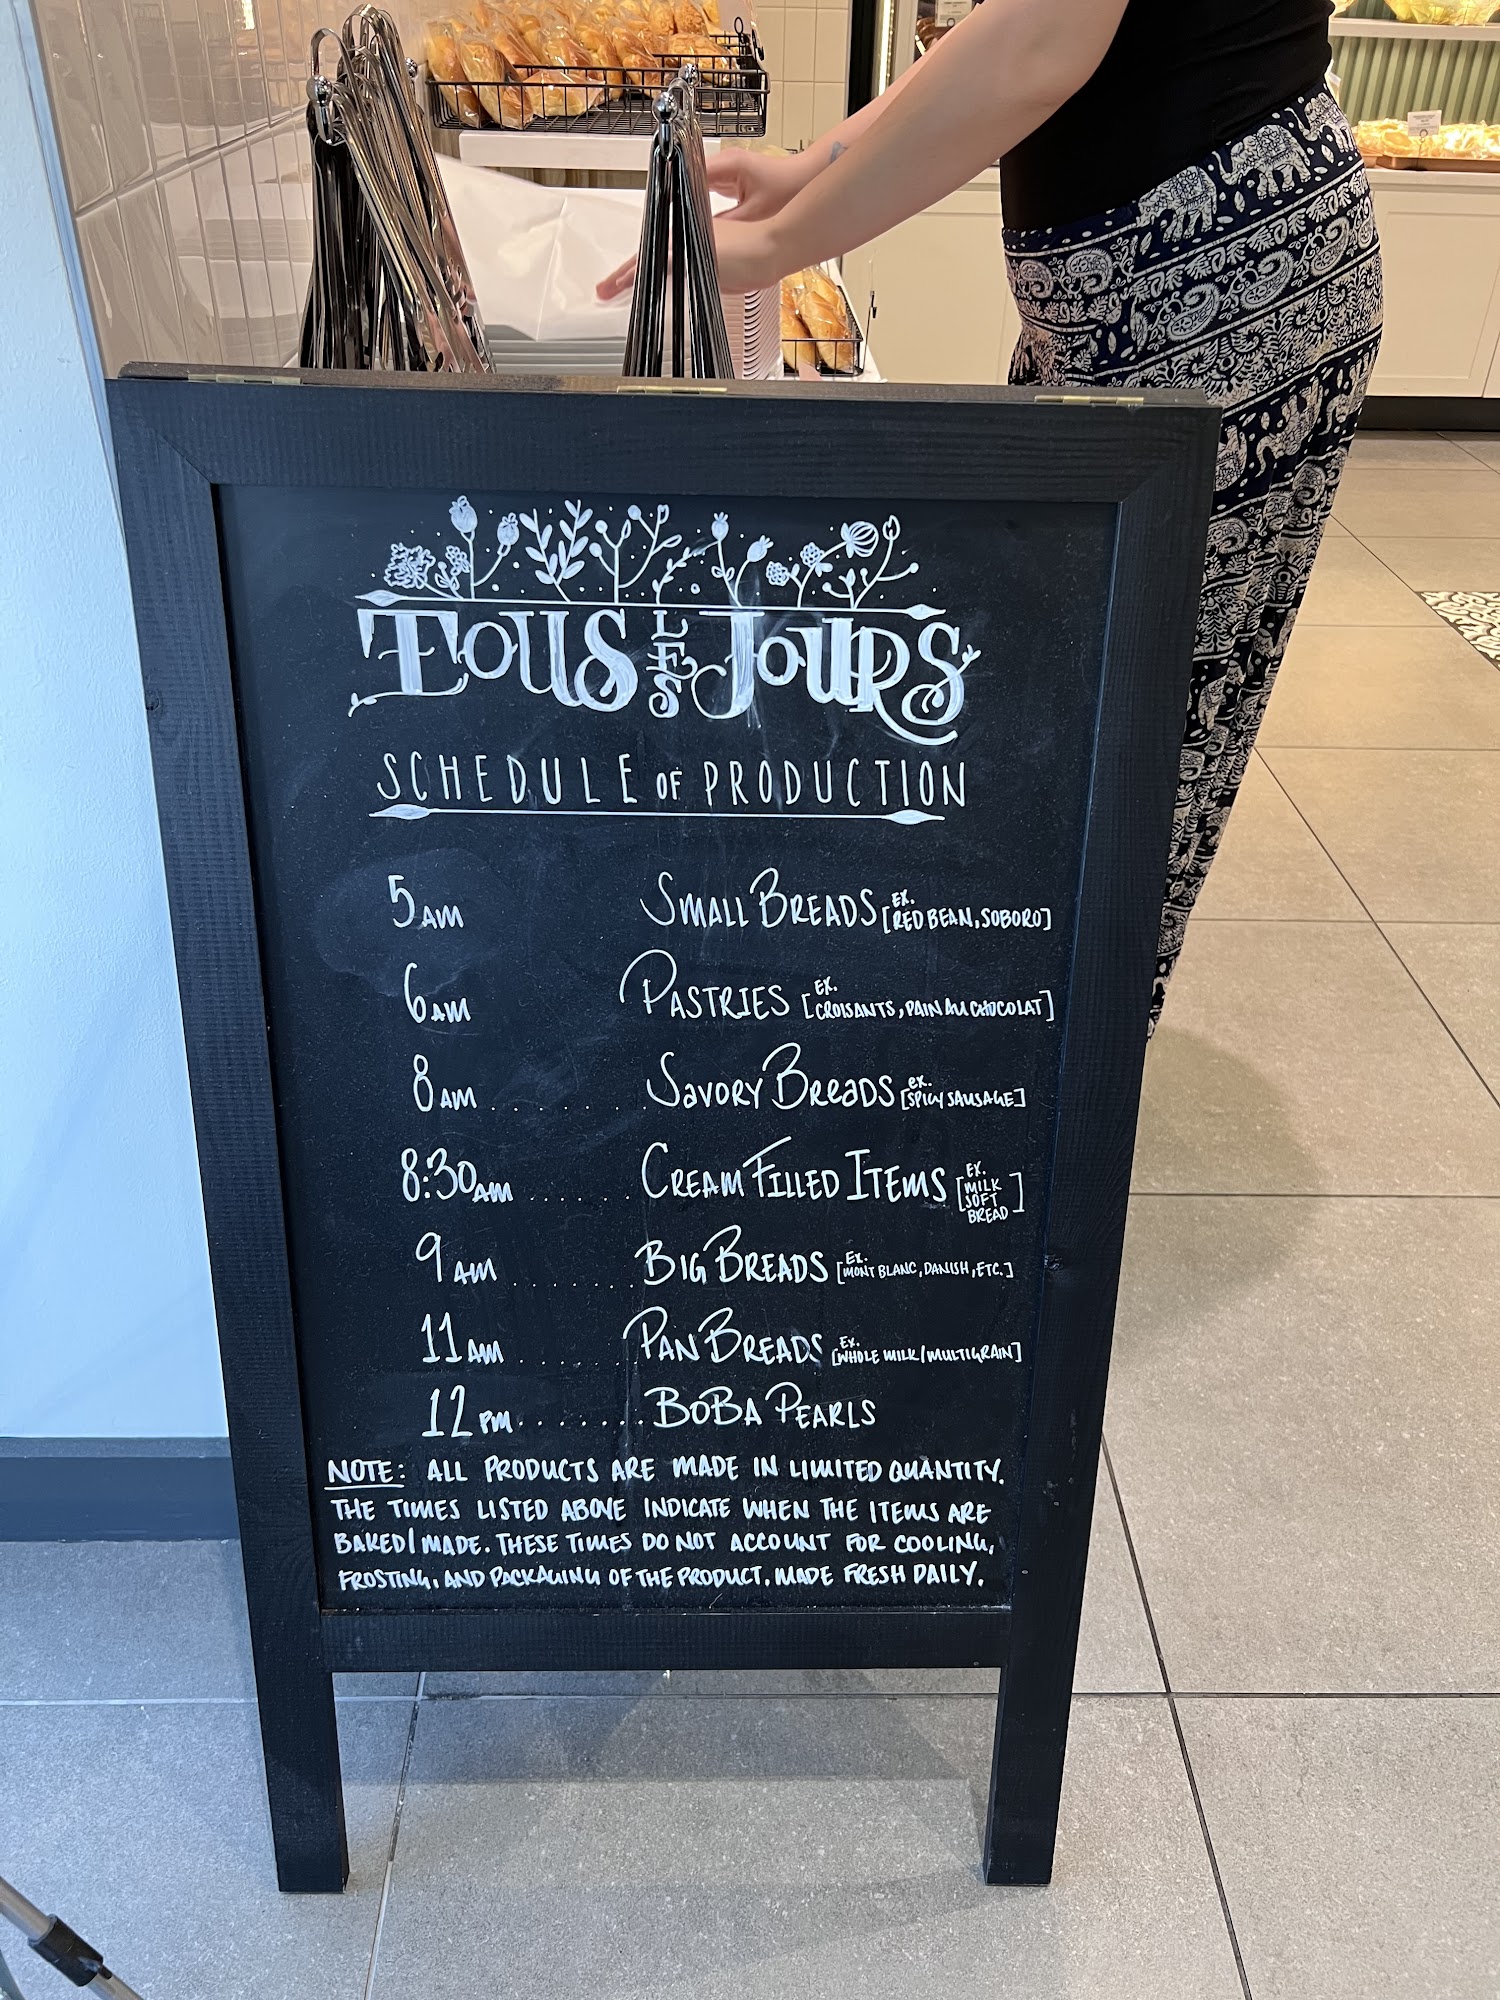 TOUS LES JOURS
SCHEDULE OF PRODUCTION
5AM SMALL BREADS [EX. RED BEAN, SOBORO]
6AM PASTRIES [EX. CROISANTS, PAIN AU CHOCOLAT]
8AM ........ SAVORY BREADS [EX. SPICY SAUSAGE]
8:30AM ....... CREAM FILLED ITEMS [EX. MILK SOFT BREAD]
9AM ........ BIG BREADS [EX. MONT BLANC, DANISH, ETC.]
11AM ....... PAN BREADS [EX. WHOLE MILK/MULTIGRAIN]
12PM ........ BOBA PEARLS
NOTE: ALL PRODUCTS ARE MADE IN LIMITED QUANTITY.
THE TIMES LISTED ABOVE INDICATE WHEN THE ITEMS ARE
BAKED/MADE. THESE TIMES DO NOT ACCOUNT FOR COOLING,
FROSTING, AND PACKAGING OF THE PRODUCT. MADE FRESH DAILY.